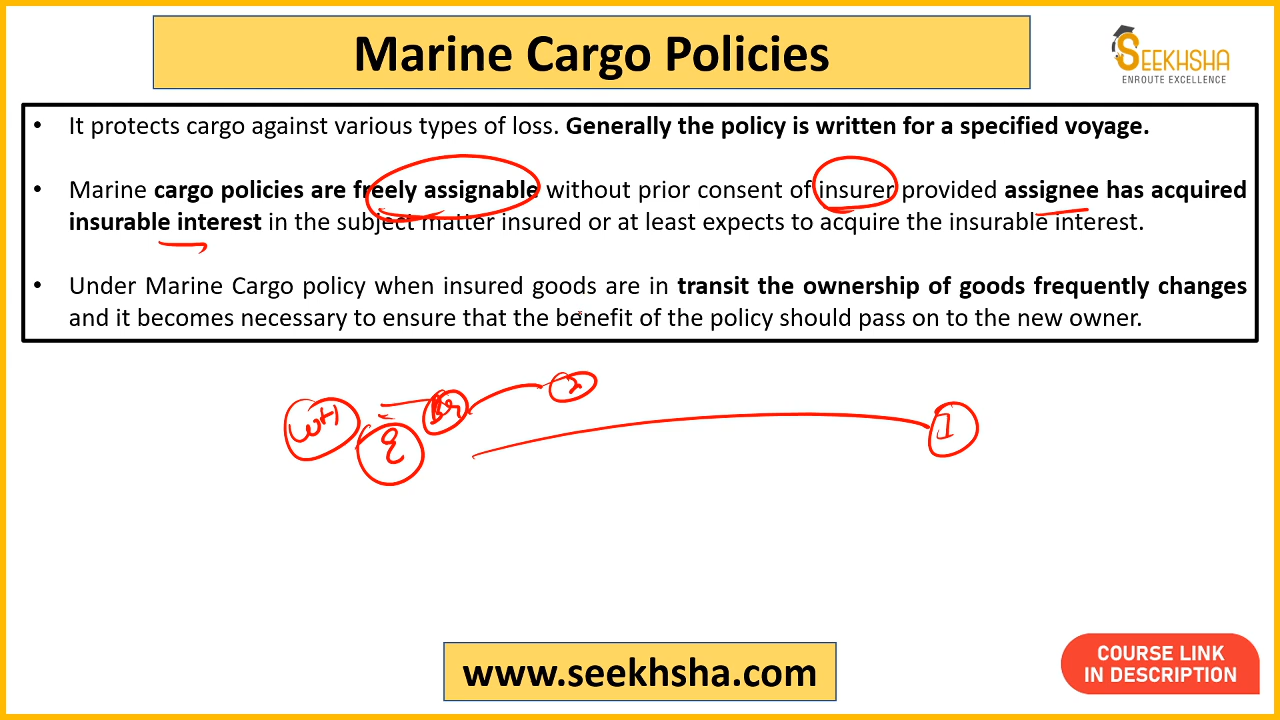 Marine Cargo Policies
SEEKHSHA
ENROUTE EXCELLENCE
• It protects cargo against various types of loss. Generally the policy is written for a specified voyage.
• Marine cargo policies are freely assignable without prior consent of insurer provided assignee has acquired
insurable interest in the subject matter insured or at least expects to acquire the insurable interest.
• Under Marine Cargo policy when insured goods are in transit the ownership of goods frequently changes
and it becomes necessary to ensure that the benefit of the policy should pass on to the new owner.
WH
www.seekhsha.com
COURSE LINK
IN DESCRIPTION